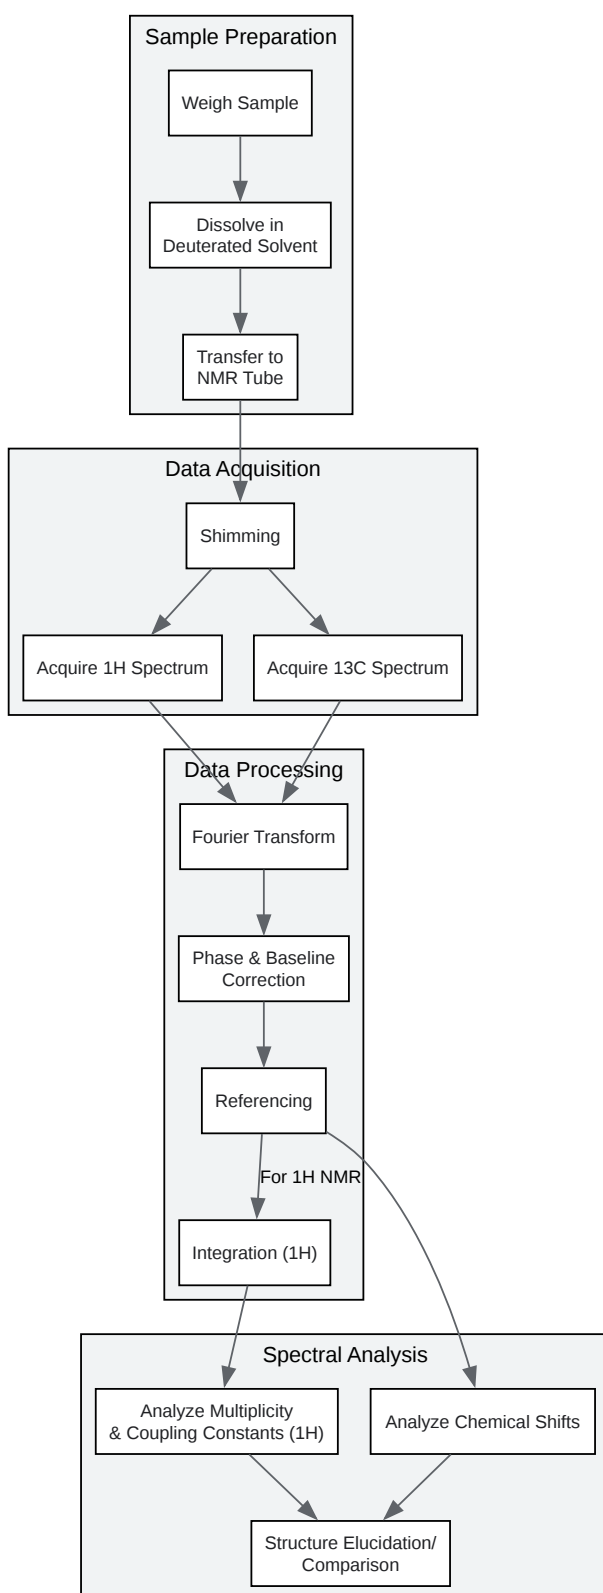 Sample Preparation
Weigh Sample
Dissolve in
Deuterated Solvent
Transfer to
NMR Tube
Data Acquisition
Shimming
Acquire 1H Spectrum
Acquire 13C Spectrum
Data Processing
Fourier Transform
Phase & Baseline
Correction
Referencing
For 1H NMR
Integration (1H)
Spectral Analysis
Analyze Multiplicity
& Coupling Constants (1H)
Analyze Chemical Shifts
Structure Elucidation/
Comparison